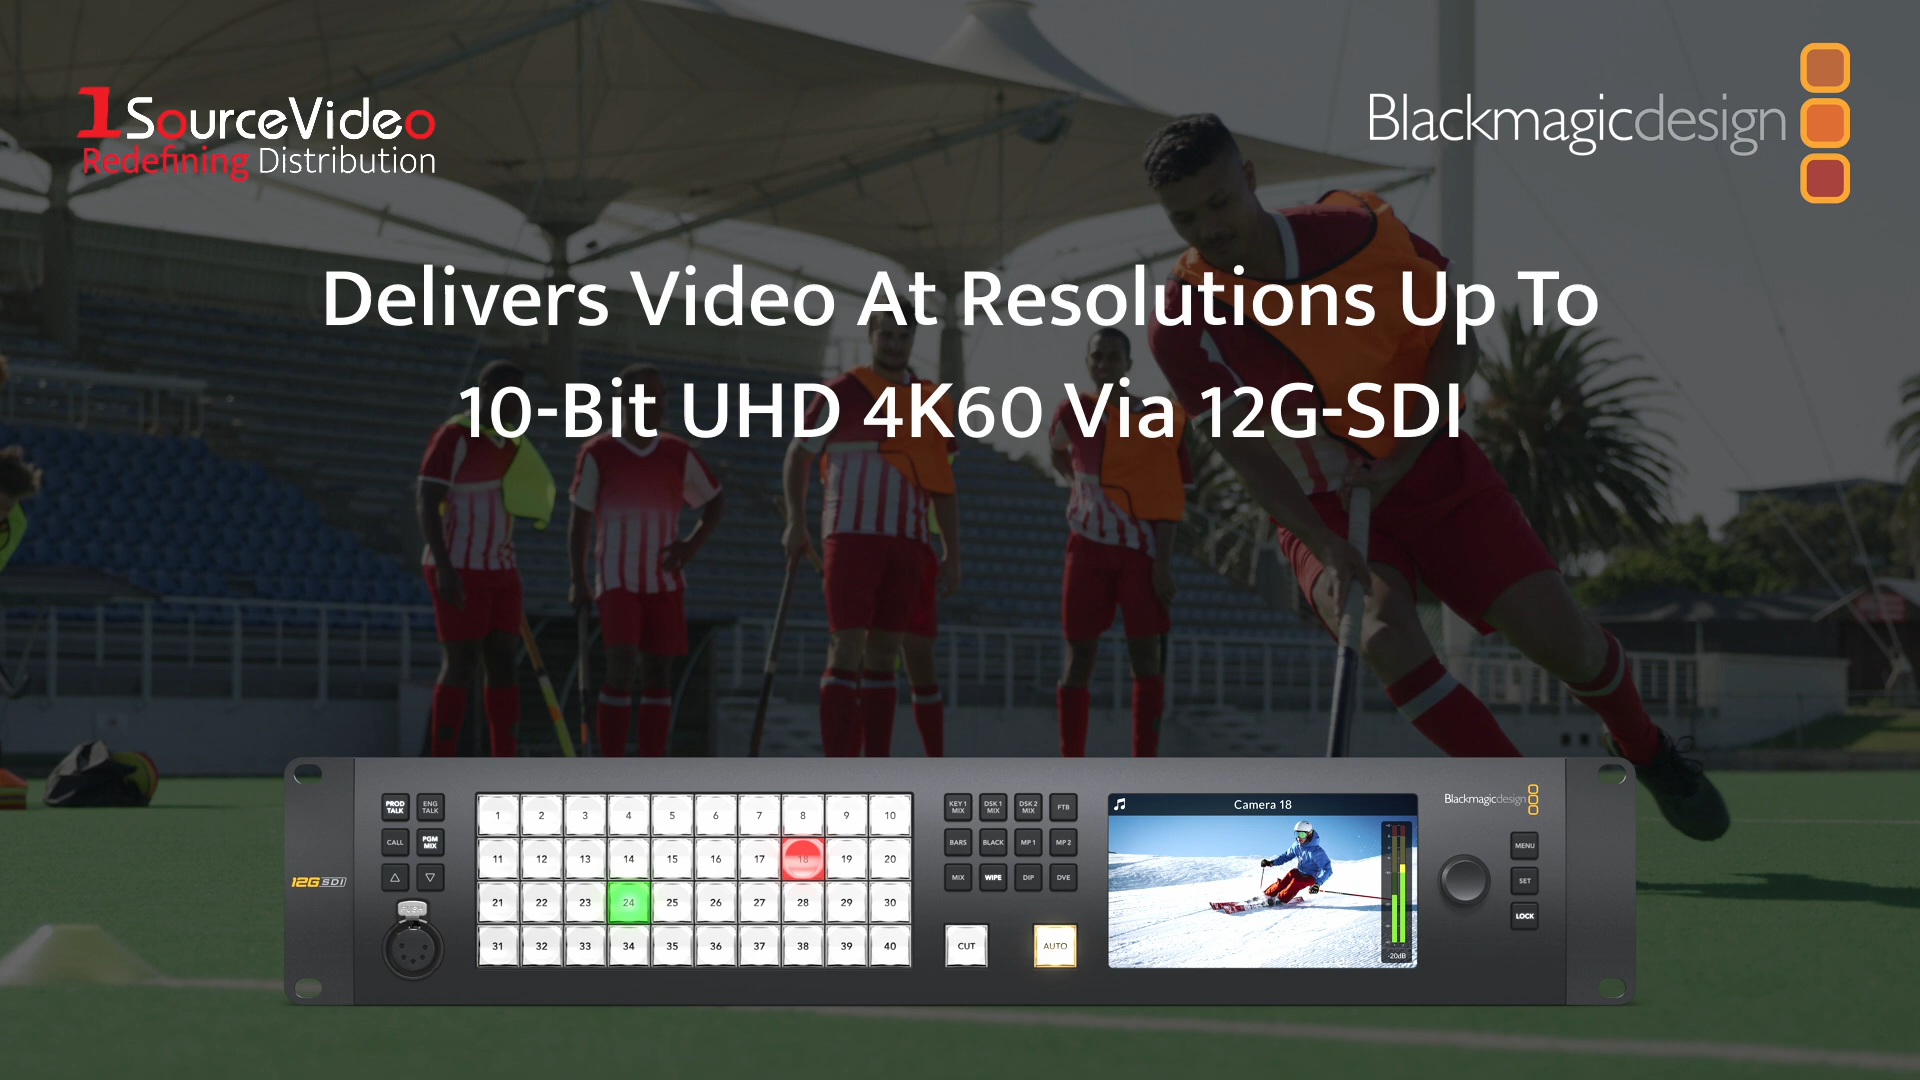 1SourceVideo
Redefining Distribution
Blackmagicdesign
Delivers Video At Resolutions Up To
10-Bit UHD 4K60 Via 12G-SDI
PROD TALK
ENG TALK
CALL
PGM MIX
12G SDI
PUSH
1 2 3 4 5 6 7 8 9 10
11 12 13 14 15 16 17 18 19 20
21 22 23 24 25 26 27 28 29 30
31 32 33 34 35 36 37 38 39 40
KEY 1 MIX
DSK 1 MIX
DSK 2 MIX
FTB
BARS
BLACK
MP 1
MP 2
MIX
WIPE
DIP
DVE
CUT
AUTO
Camera 18
-20dB
Blackmagicdesign
MENU
SET
LOCK